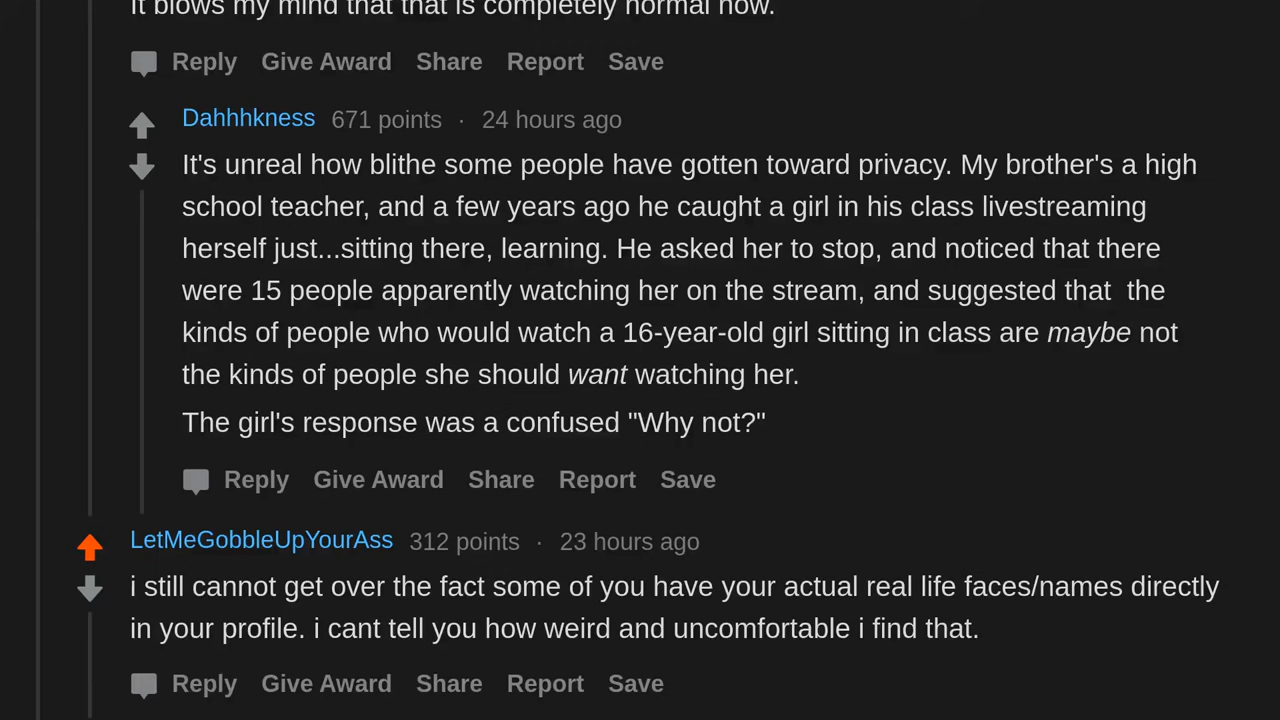 It blows my mind that that is completely normal now.
Reply Give Award Share Report Save
Dahhhkness 671 points · 24 hours ago
It's unreal how blithe some people have gotten toward privacy. My brother's a high
school teacher, and a few years ago he caught a girl in his class livestreaming
herself just...sitting there, learning. He asked her to stop, and noticed that there
were 15 people apparently watching her on the stream, and suggested that the
kinds of people who would watch a 16-year-old girl sitting in class are maybe not
the kinds of people she should want watching her.
The girl's response was a confused "Why not?"
Reply Give Award Share Report Save
LetMeGobbleUpYourAss 312 points · 23 hours ago
i still cannot get over the fact some of you have your actual real life faces/names directly
in your profile. i cant tell you how weird and uncomfortable i find that.
Reply Give Award Share Report Save